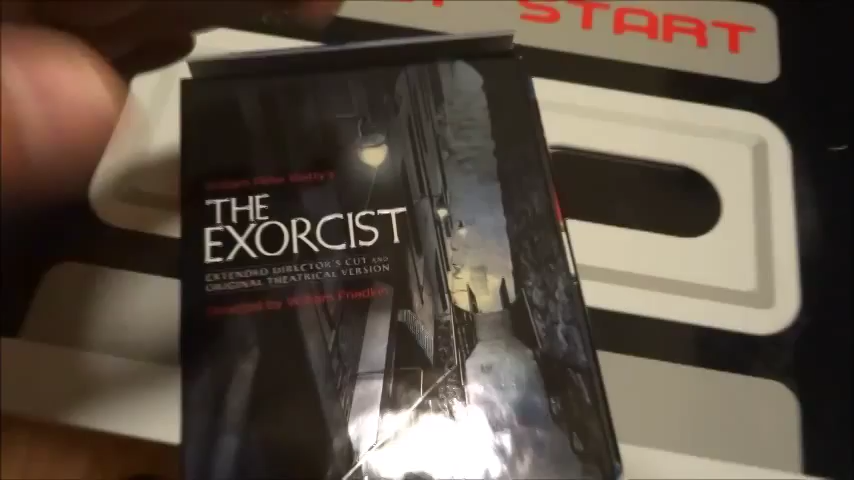 START
William Peter Blatty's
THE
EXORCIST
EXTENDED DIRECTOR'S CUT AND
ORIGINAL THEATRICAL VERSION
Directed by William Friedkin